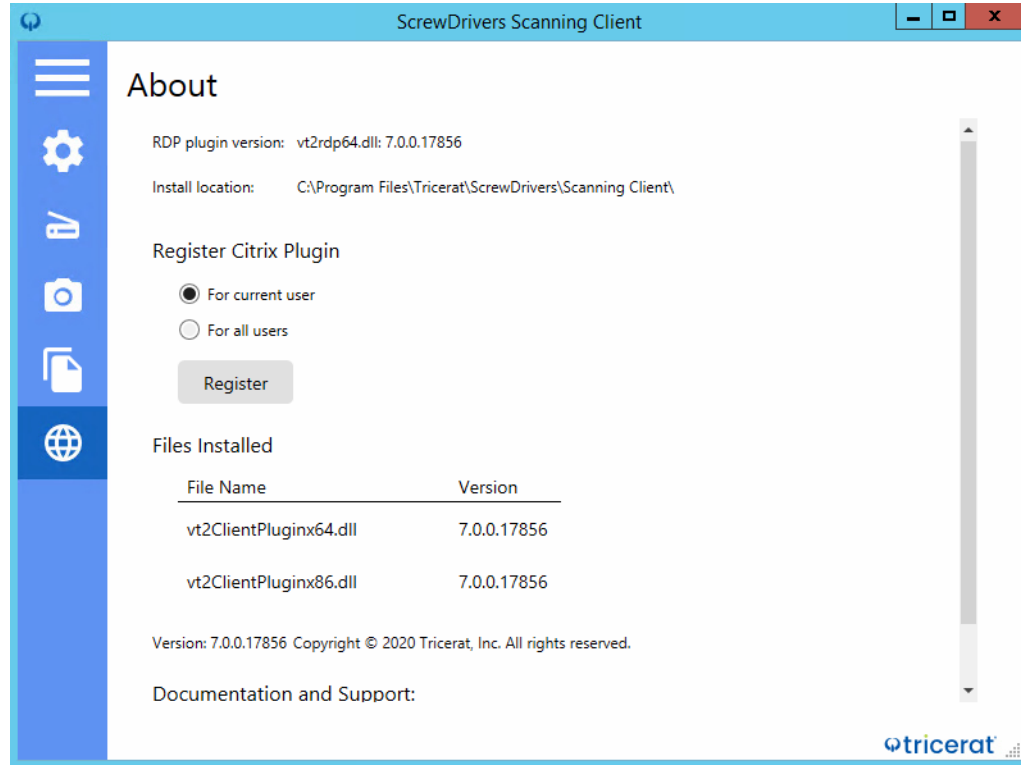 ScrewDrivers Scanning Client
About
RDP plugin version: vt2rdp64.dll: 7.0.0.17856
Install location: C:\Program Files\Tricerat\ScrewDrivers\Scanning Client\
Register Citrix Plugin
For current user
For all users
Register
Files Installed
File Name Version
vt2ClientPluginx64.dll 7.0.0.17856
vt2ClientPluginx86.dll 7.0.0.17856
Version: 7.0.0.17856 Copyright © 2020 Tricerat, Inc. All rights reserved.
Documentation and Support:
tricerat